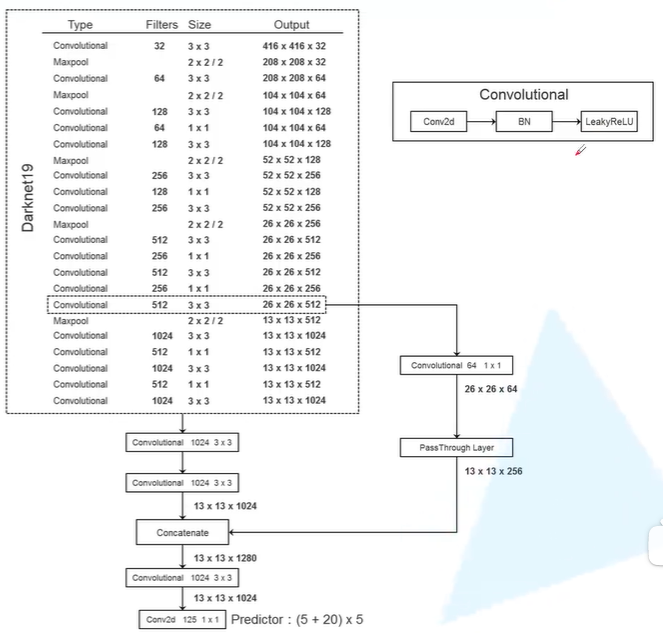 Type Filters Size Output
Convolutional 32 3 x 3 416 x 416 x 32
Maxpool 2 x 2 / 2 208 x 208 x 32
Convolutional 64 3 x 3 208 x 208 x 64
Maxpool 2 x 2 / 2 104 x 104 x 64
Convolutional 128 3 x 3 104 x 104 x 128
Convolutional 64 1 x 1 104 x 104 x 64
Convolutional 128 3 x 3 104 x 104 x 128
Maxpool 2 x 2 / 2 52 x 52 x 128
Convolutional 256 3 x 3 52 x 52 x 256
Convolutional 128 1 x 1 52 x 52 x 128
Convolutional 256 3 x 3 52 x 52 x 256
Maxpool 2 x 2 / 2 26 x 26 x 256
Convolutional 512 3 x 3 26 x 26 x 512
Convolutional 256 1 x 1 26 x 26 x 256
Convolutional 512 3 x 3 26 x 26 x 512
Convolutional 256 1 x 1 26 x 26 x 256
Convolutional 512 3 x 3 26 x 26 x 512
Maxpool 2 x 2 / 2 13 x 13 x 512
Convolutional 1024 3 x 3 13 x 13 x 1024
Convolutional 512 1 x 1 13 x 13 x 512
Convolutional 1024 3 x 3 13 x 13 x 1024
Convolutional 512 1 x 1 13 x 13 x 512
Convolutional 1024 3 x 3 13 x 13 x 1024
Darknet19
Convolutional
Conv2d BN LeakyReLU
Convolutional 64 1 x 1
26 x 26 x 64
PassThrough Layer
13 x 13 x 256
Convolutional 1024 3 x 3
Convolutional 1024 3 x 3
13 x 13 x 1024
Concatenate
13 x 13 x 1280
Convolutional 1024 3 x 3
13 x 13 x 1024
Conv2d 125 1 x 1 Predictor : (5 + 20) x 5